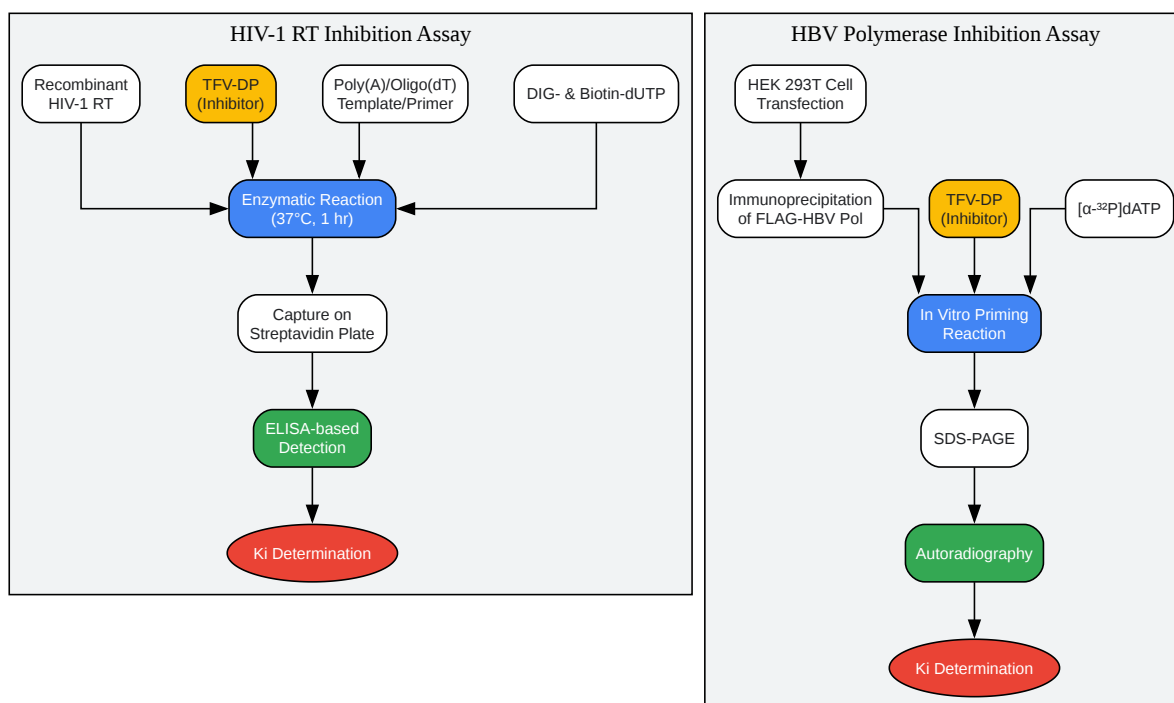 HIV-1 RT Inhibition Assay
Recombinant
HIV-1 RT
TFV-DP
(Inhibitor)
Poly(A)/Oligo(dT)
Template/Primer
DIG- & Biotin-dUTP
Enzymatic Reaction
(37°C, 1 hr)
Capture on
Streptavidin Plate
ELISA-based
Detection
Ki Determination
HBV Polymerase Inhibition Assay
HEK 293T Cell
Transfection
Immunoprecipitation
of FLAG-HBV Pol
TFV-DP
(Inhibitor)
[α-³²P]dATP
In Vitro Priming
Reaction
SDS-PAGE
Autoradiography
Ki Determination